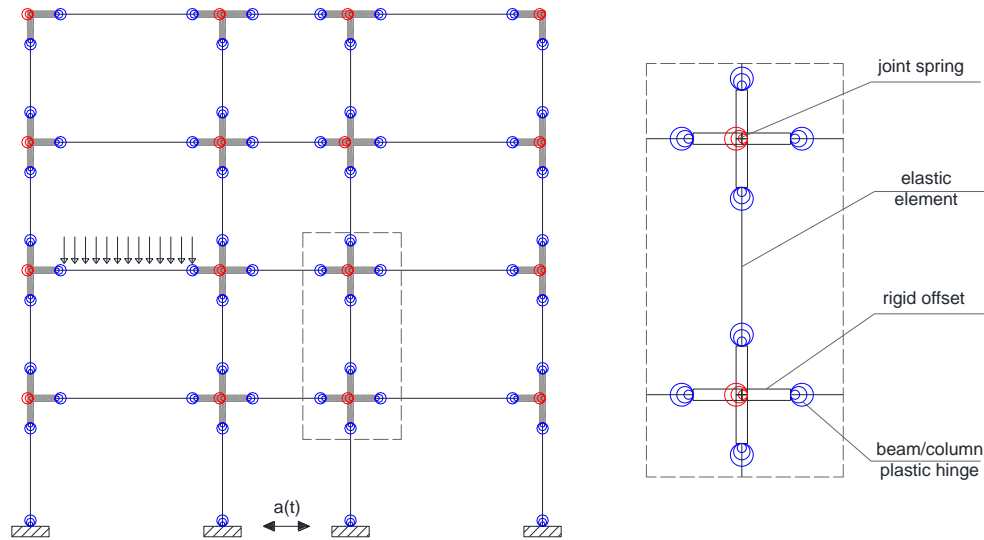 joint spring
elastic
element
rigid offset
beam/column
plastic hinge
a(t)